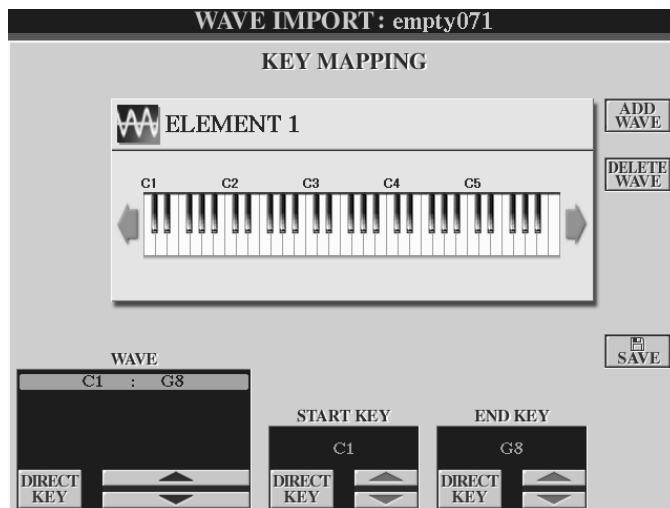 WAVE IMPORT: empty071
KEY MAPPING
ELEMENT 1
ADD
WAVE
DELETE
WAVE
C1 C2 C3 C4 C5
SAVE
WAVE
C1 : G8
DIRECT
KEY
START KEY
C1
DIRECT
KEY
END KEY
G8
DIRECT
KEY